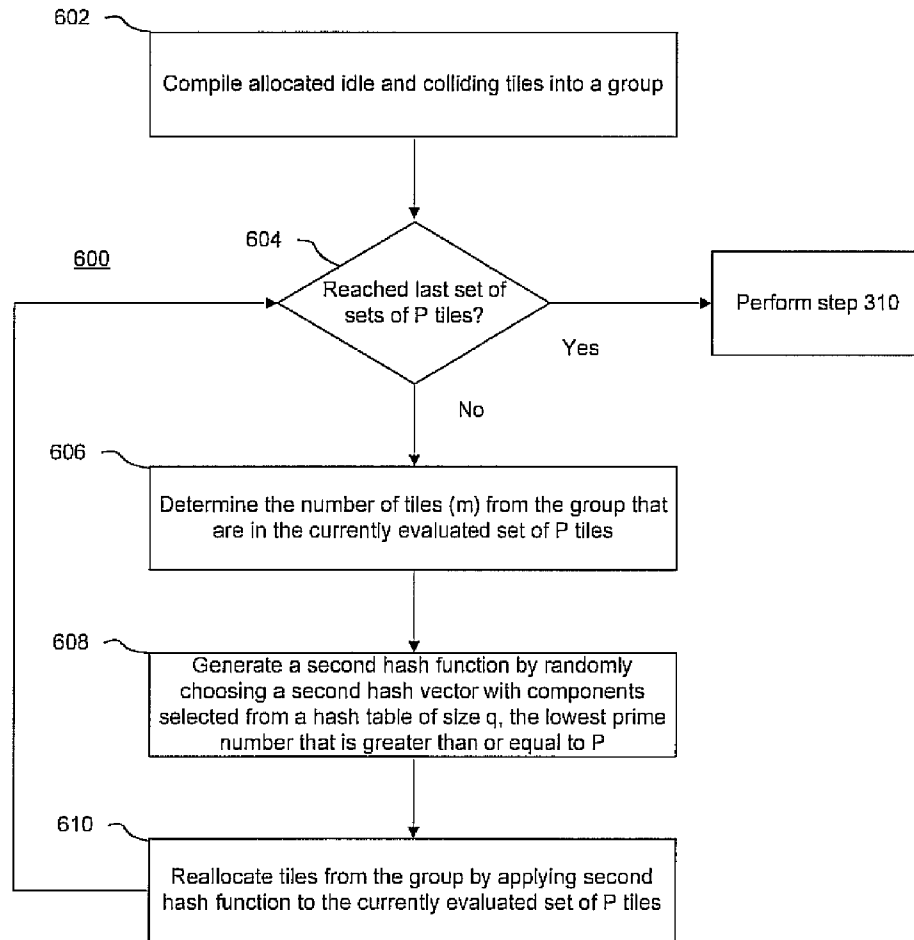 602
Compile allocated idle and colliding tiles into a group
604
600
Reached last set of
sets of P tiles?
Perform step 310
Yes
No
606
Determine the number of tiles (m) from the group that
are in the currently evaluated set of P tiles
608
Generate a second hash function by randomly
choosing a second hash vector with components
selected from a hash table of size q, the lowest prime
number that is greater than or equal to P
610
Reallocate tiles from the group by applying second
hash function to the currently evaluated set of P tiles